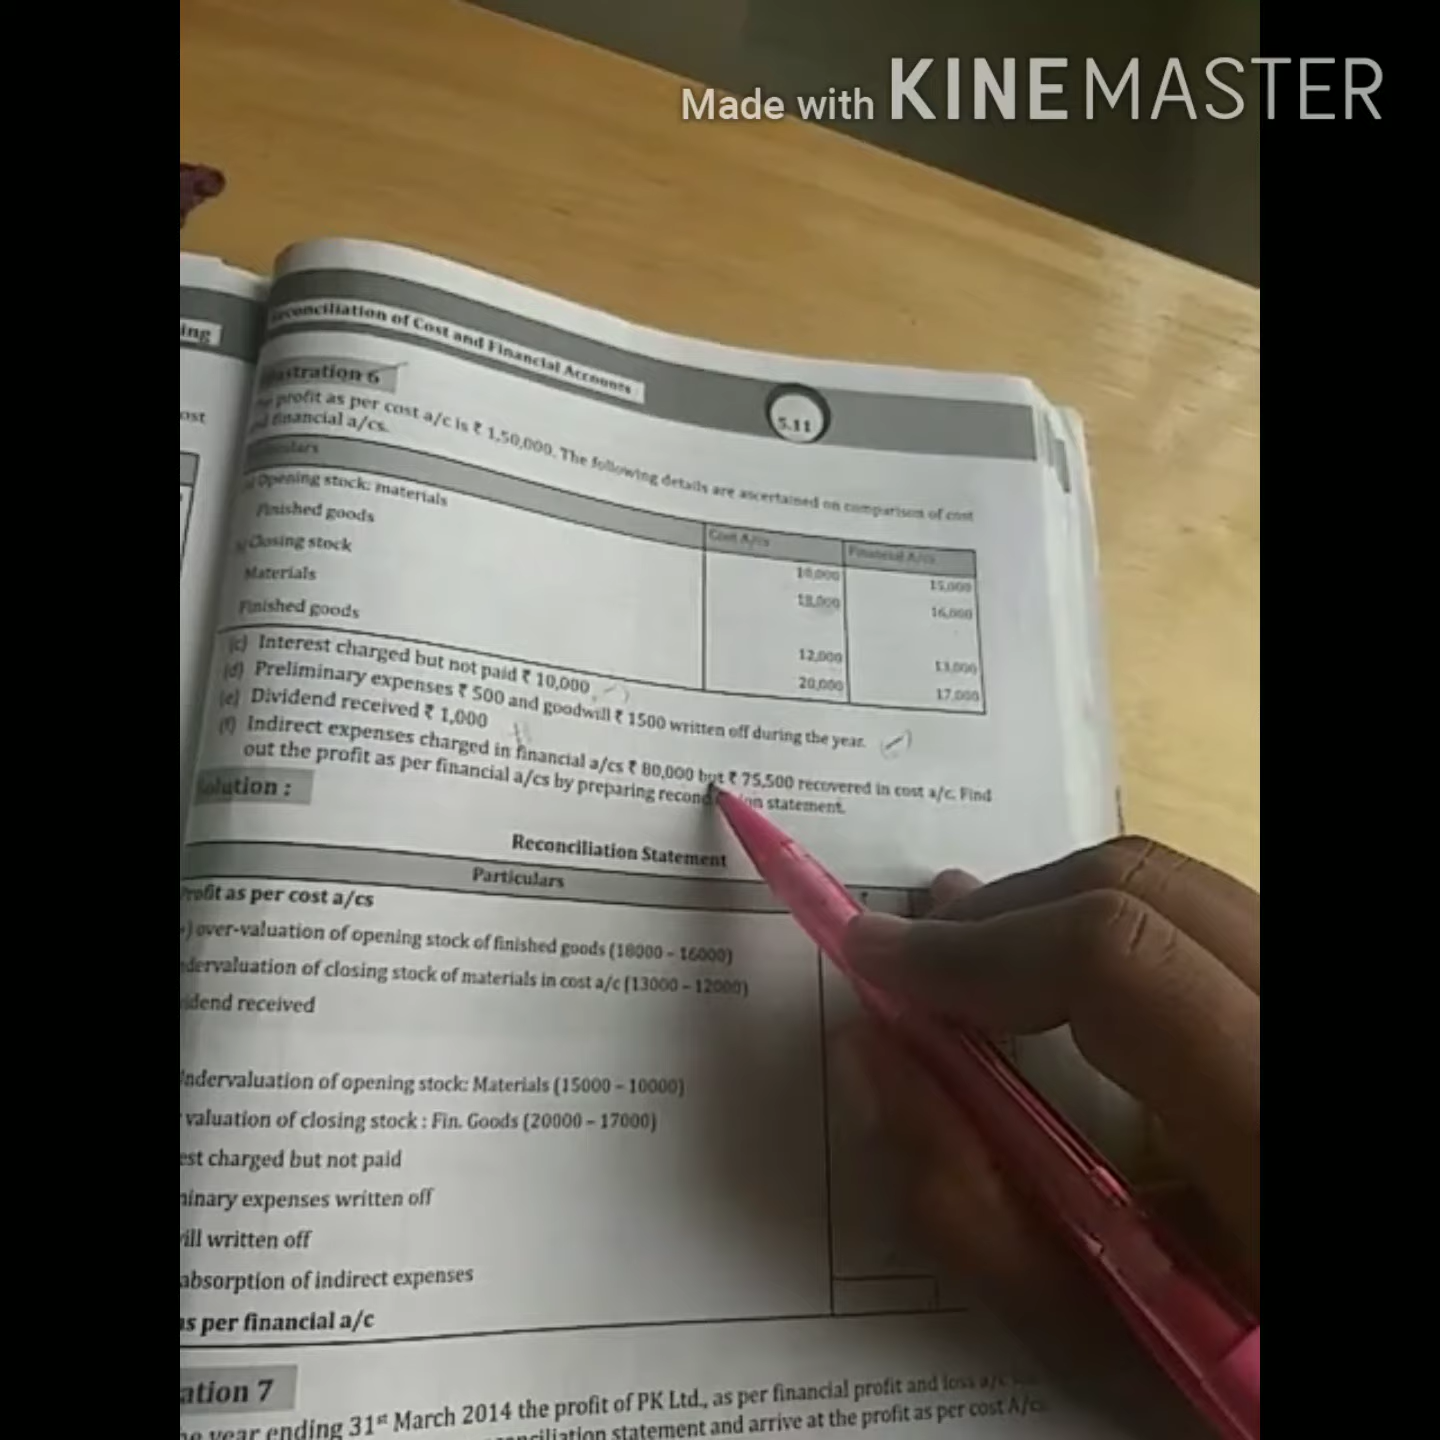 Made with KINEMASTER
ing
Reconciliation of Cost and Financial Accounts
5.11
ost
Illustration 6
profit as per cost a/c is ₹ 1,50,000. The following details are ascertained on comparison of cost
financial a/cs.
Cost A/cs Financial A/cs
Opening stock: materials 10,000 15,000
Finished goods 18,000 16,000
Closing stock
Materials 12,000 13,000
Finished goods 20,000 17,000
(c) Interest charged but not paid ₹ 10,000
(d) Preliminary expenses ₹ 500 and goodwill ₹ 1500 written off during the year.
(e) Dividend received ₹ 1,000
(f) Indirect expenses charged in financial a/cs ₹ 80,000 but ₹ 75,500 recovered in cost a/c. Find
out the profit as per financial a/cs by preparing statement.
Solution :
Reconciliation Statement
Particulars ₹
Profit as per cost a/cs
over-valuation of opening stock of finished goods (18000 – 16000)
dervaluation of closing stock of materials in cost a/c (13000 – 12000)
idend received
Undervaluation of opening stock: Materials (15000 – 10000)
valuation of closing stock : Fin. Goods (20000 – 17000)
est charged but not paid
minary expenses written off
ill written off
absorption of indirect expenses
as per financial a/c
ation 7
year ending 31st March 2014 the profit of PK Ltd., as per financial profit and loss a/c
statement and arrive at the profit as per cost A/c